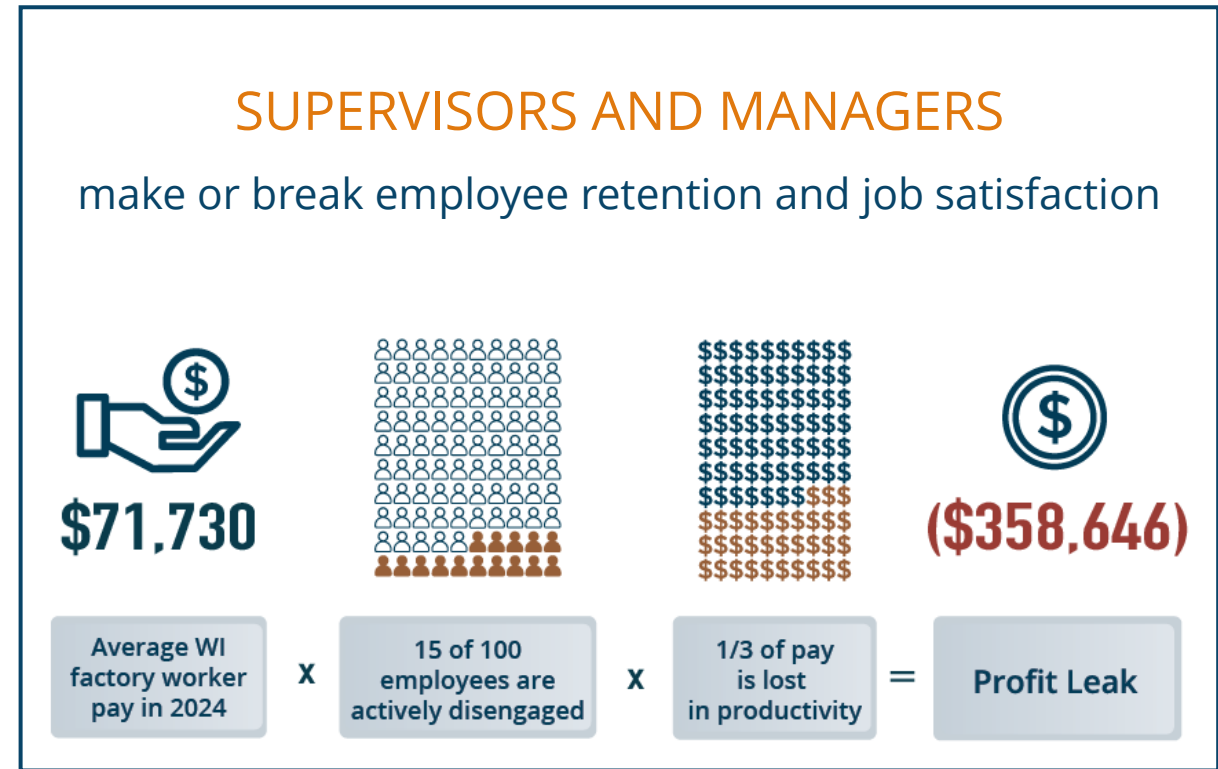 SUPERVISORS AND MANAGERS
make or break employee retention and job satisfaction
$
$$$$$$$$$$
$$$$$$$$$$
$$$$$$$$$$
$$$$$$$$$$
$$$$$$$$$$
$$$$$$$$$$
$$$$$$$$$$
$$$$$$$$$$
$$$$$$$$$$
$$$$$$$$$$
$
$71,730
($358,646)
Average WI
factory worker
pay in 2024
x
15 of 100
employees are
actively disengaged
x
1/3 of pay
is lost
in productivity
=
Profit Leak